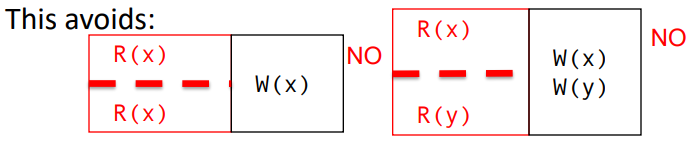 This avoids:
R(x)
R(x)
W(x)
NO
R(x)
R(y)
W(x)
W(y)
NO